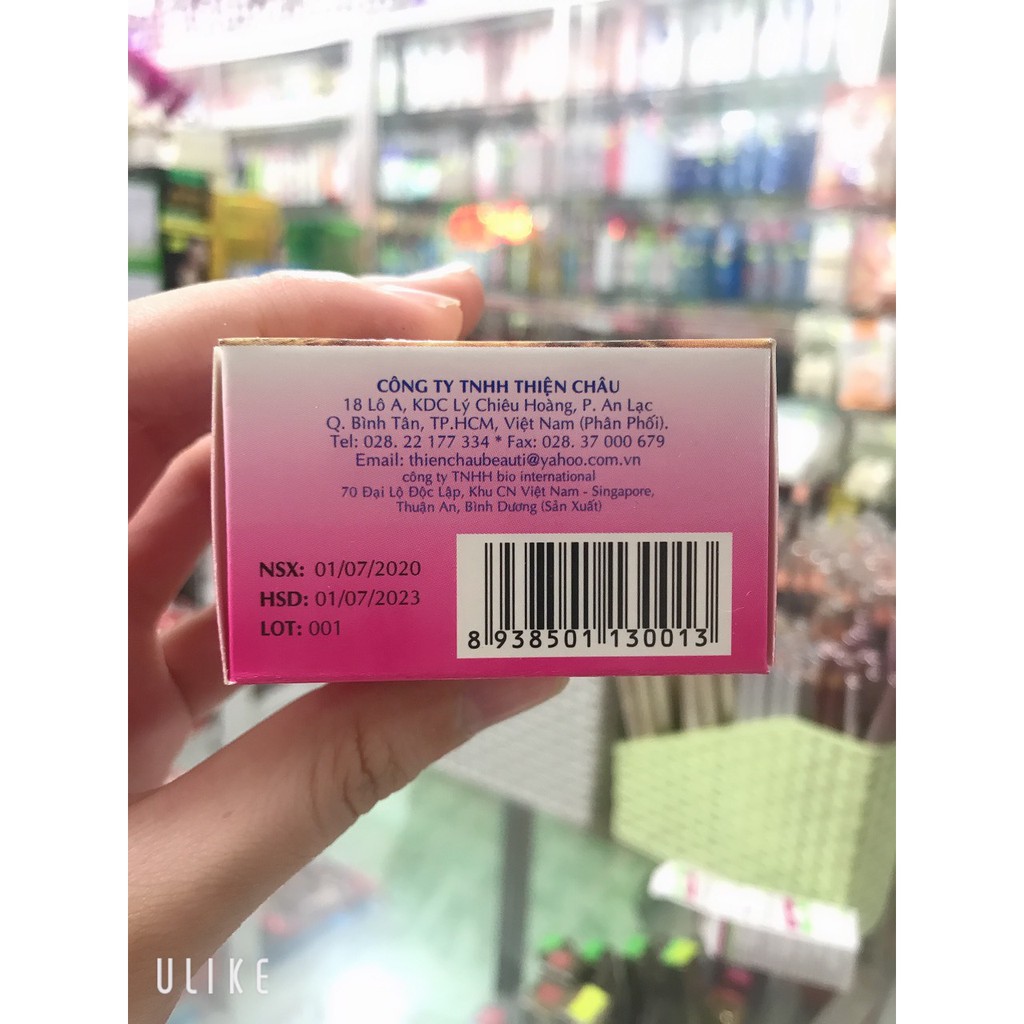 CÔNG TY TNHH THIỆN CHÂU
18 Lô A, KDC Lý Chiêu Hoàng, P. An Lạc
Q. Bình Tân, TP.HCM, Việt Nam (Phân Phối).
Tel: 028. 22 177 334 * Fax: 028. 37 000 679
Email: thienchaubeauti@yahoo.com.vn
công ty TNHH bio international
70 Đại Lộ Độc Lập, Khu CN Việt Nam - Singapore,
Thuận An, Bình Dương (Sản Xuất)
NSX: 01/07/2020
HSD: 01/07/2023
LOT: 001
8 938501 130013
ULIKE